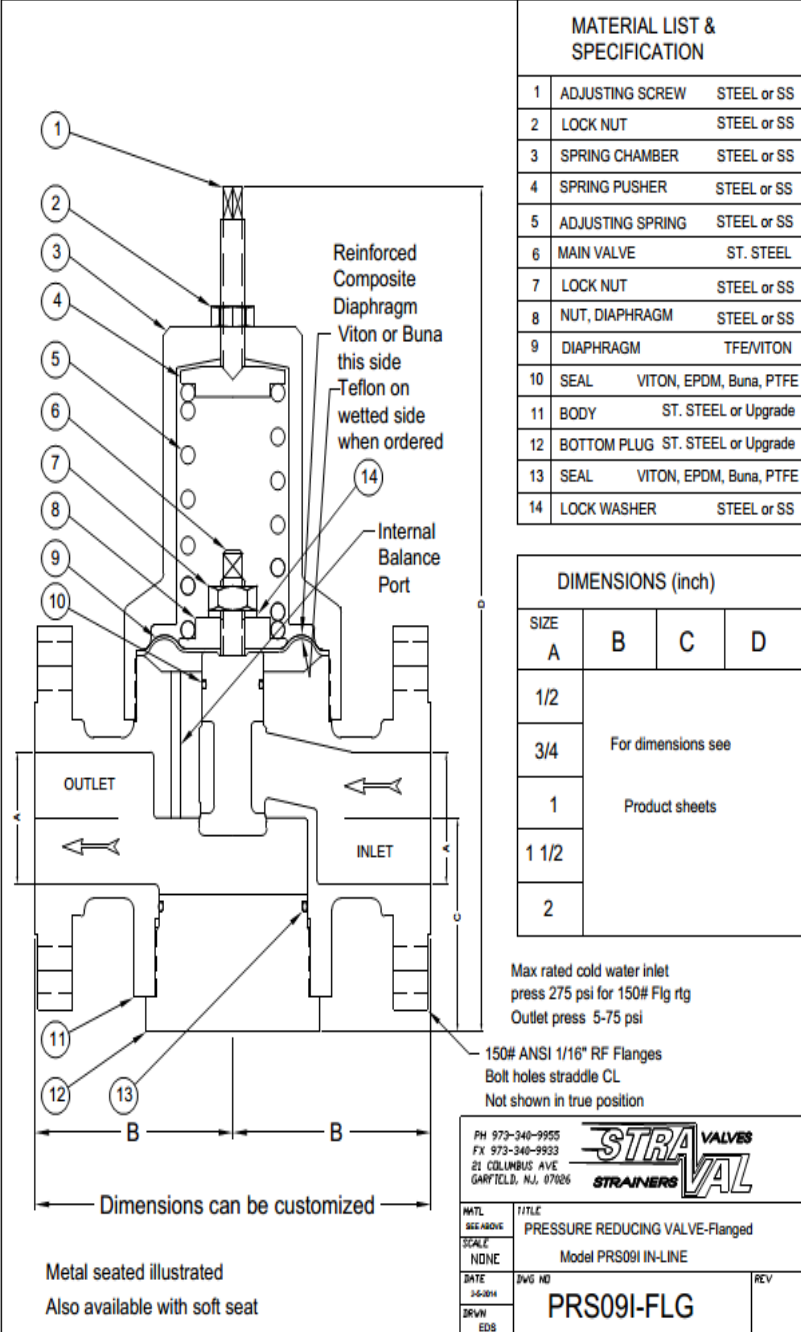 MATERIAL LIST &
SPECIFICATION
1 ADJUSTING SCREW STEEL or SS
2 LOCK NUT STEEL or SS
3 SPRING CHAMBER STEEL or SS
4 SPRING PUSHER STEEL or SS
5 ADJUSTING SPRING STEEL or SS
6 MAIN VALVE ST. STEEL
7 LOCK NUT STEEL or SS
8 NUT, DIAPHRAGM STEEL or SS
9 DIAPHRAGM TFE/VITON
10 SEAL VITON, EPDM, Buna, PTFE
11 BODY ST. STEEL or Upgrade
12 BOTTOM PLUG ST. STEEL or Upgrade
13 SEAL VITON, EPDM, Buna, PTFE
14 LOCK WASHER STEEL or SS
1
2
3
4
5
6
7
8
9
10
Reinforced
Composite
Diaphragm
Viton or Buna
this side
Teflon on
wetted side
when ordered
14
Internal
Balance
Port
D
OUTLET
INLET
A
A
C
11
12
13
B
B
Dimensions can be customized
Metal seated illustrated
Also available with soft seat
DIMENSIONS (inch)
SIZE
A B C D
1/2
3/4
1
1 1/2
2
For dimensions see
Product sheets
Max rated cold water inlet
press 275 psi for 150# Flg rtg
Outlet press 5-75 psi
150# ANSI 1/16" RF Flanges
Bolt holes straddle CL
Not shown in true position
PH 973-340-9955
FX 973-340-9933
21 COLUMBUS AVE
GARFIELD, NJ, 07026
STRA VALVES
STRAINERS VAL
MATL
SEE ABOVE
TITLE
PRESSURE REDUCING VALVE-Flanged
Model PRS09I IN-LINE
SCALE
NONE
DATE
3-5-2014
DWG NO
PRS09I-FLG
REV
DRWN
EDS